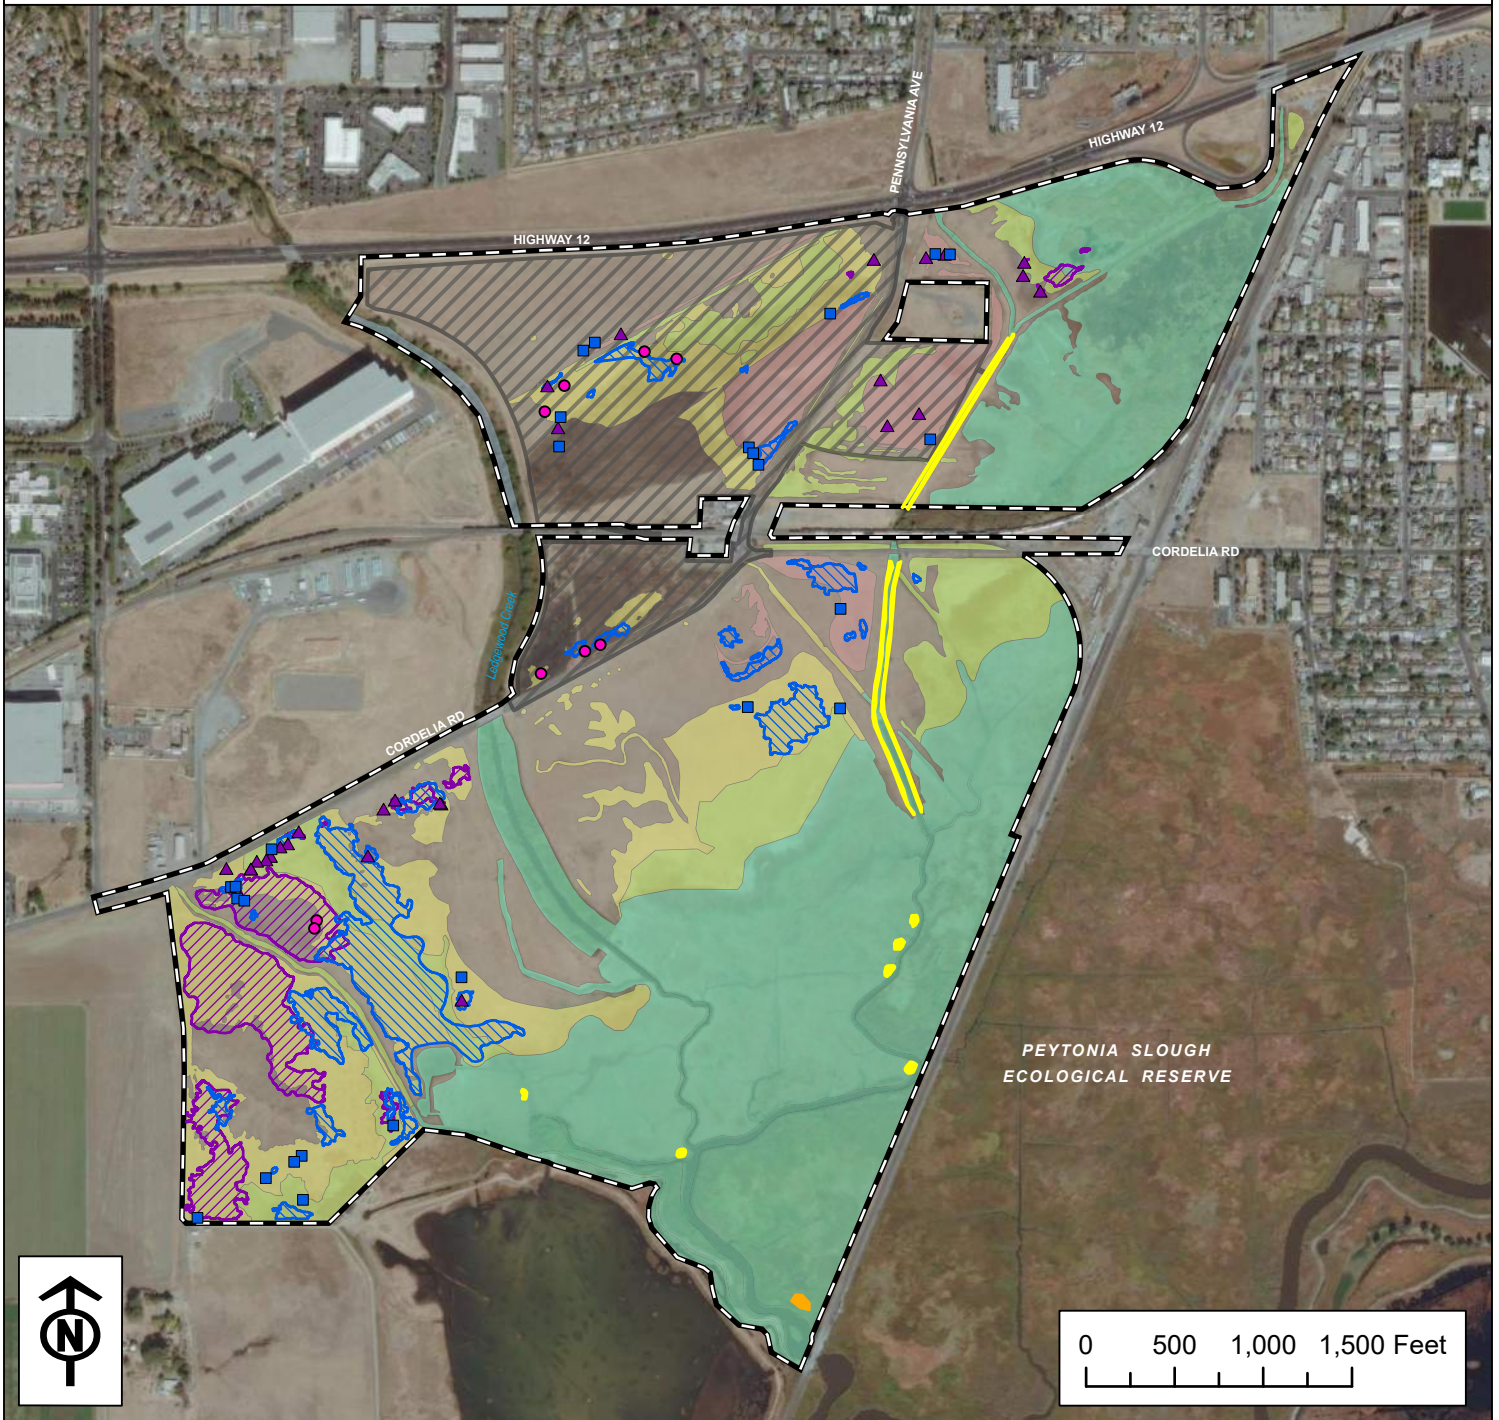 PENNSYLVANIA AVE
HIGHWAY 12
HIGHWAY 12
CORDELIA RD
Ledgewood Creek
CORDELIA RD
PEYTONIA SLOUGH
ECOLOGICAL RESERVE
N
0 500 1,000 1,500 Feet